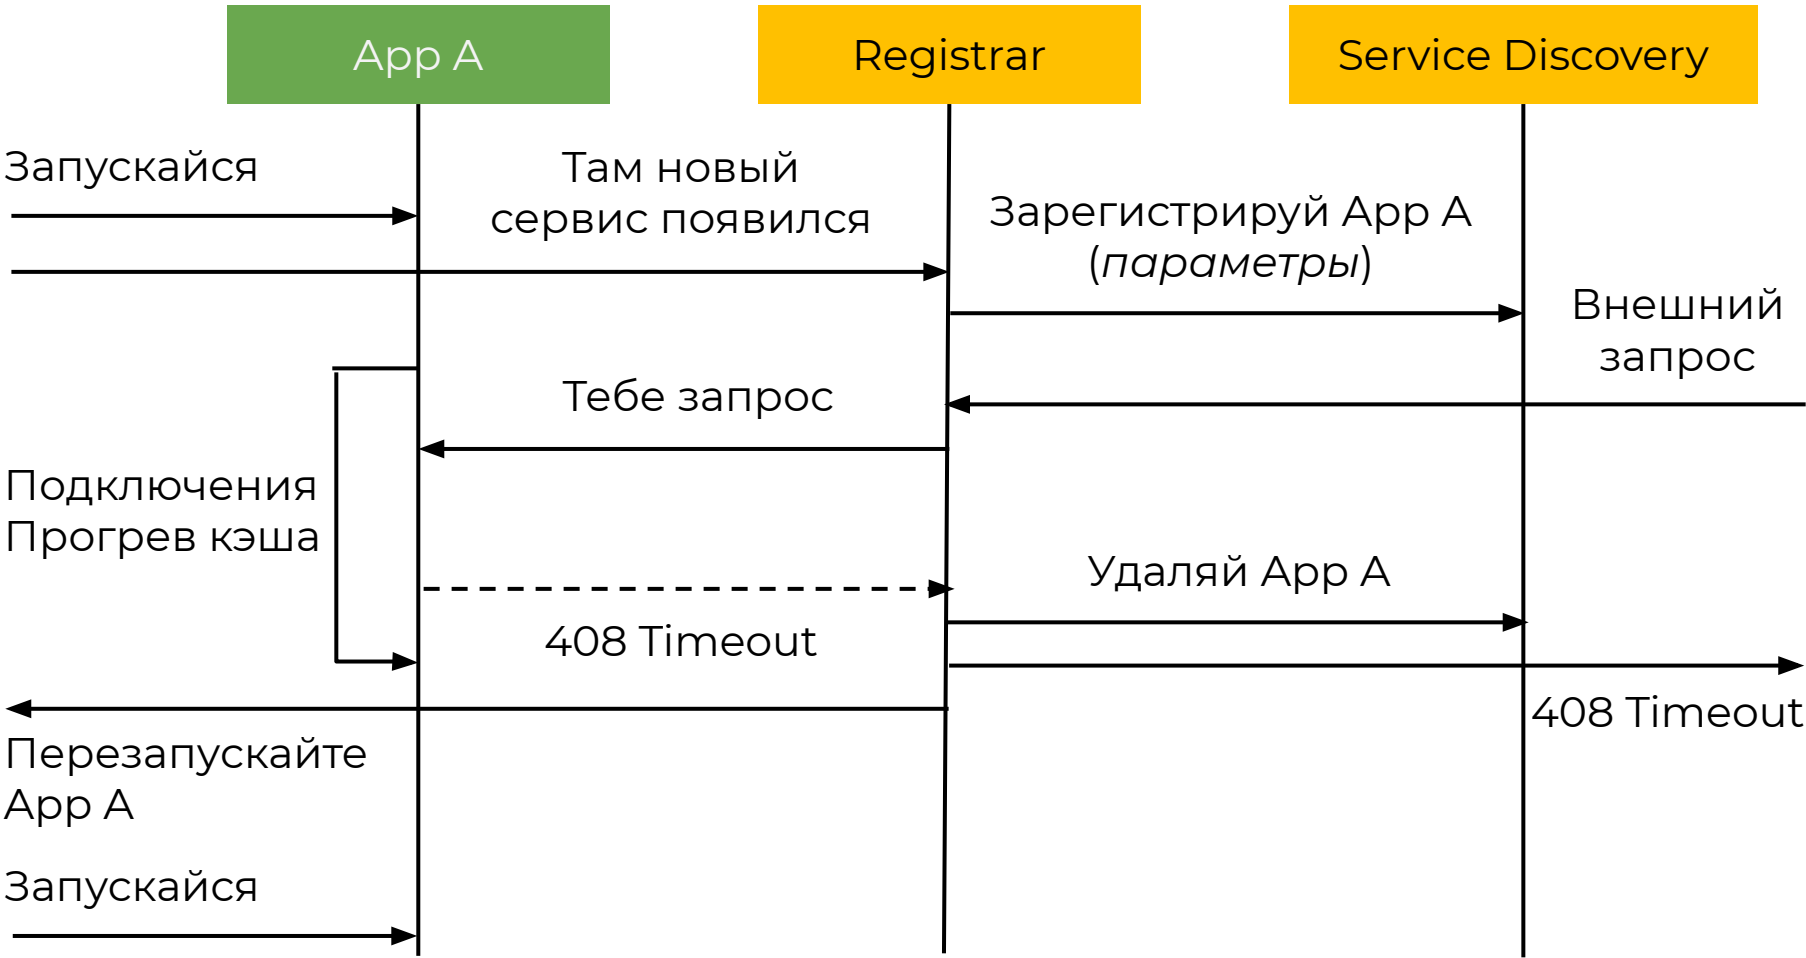 App A
Registrar
Service Discovery
Запускайся
Там новый
сервис появился
Зарегистрируй App A
(параметры)
Внешний
запрос
Тебе запрос
Подключения
Прогрев кэша
Удаляй App A
408 Timeout
408 Timeout
Перезапускайте
App A
Запускайся